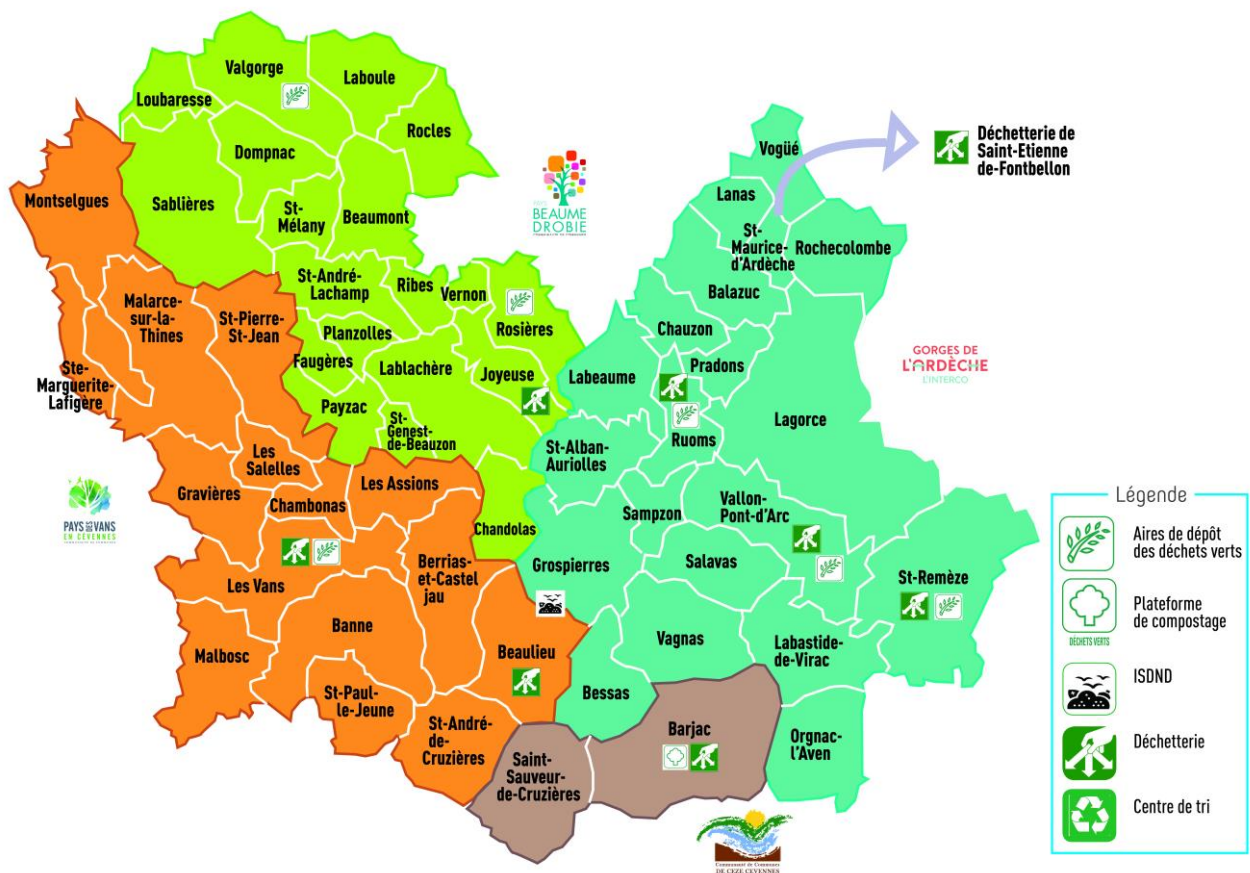 Valgorge
Laboule
Loubaresse
Rocles
Dompnac
Montselgues
Sablières
St-
Mélany
Beaumont
BEAUME
DROBIE
Vogüé
Déchetterie de
Saint-Etienne
de-Fontbellon
Lanas
St-
Maurice-
d'Ardèche
Rochecolombe
Malarce-
sur-la-
Thines
St-Pierre-
St-Jean
St-André-
Lachamp
Ribes
Vernon
Balazuc
Planzolles
Rosières
Chauzon
Faugères
Lablachère
Joyeuse
Labeaume
Pradons
GORGES DE
L'ARDÈCHE
L'INTERCO
Ste-
Marguerite-
Lafigère
Payzac
St-
Genest-
de-Beauzon
Lagorce
Ruoms
St-Alban-
Auriolles
Les
Salelles
Gravières
Les Assions
Chambonas
PAYS DES VANS
EN CÉVENNES
Chandolas
Sampzon
Vallon-
Pont-d'Arc
Les Vans
Berrias-
et-Castel
jau
Grospierres
Salavas
St-Remèze
Banne
Malbosc
Beaulieu
Vagnas
Labastide-
de-Virac
St-Paul-
le-Jeune
Bessas
St-André-
de-
Cruzières
Barjac
Orgnac-
l'Aven
Saint-
Sauveur-
de-Cruzières
Communauté de Communes
DE CEZE CEVENNES
Légende
Aires de dépôt
des déchets verts
Plateforme
de compostage
DÉCHETS VERTS
ISDND
Déchetterie
Centre de tri